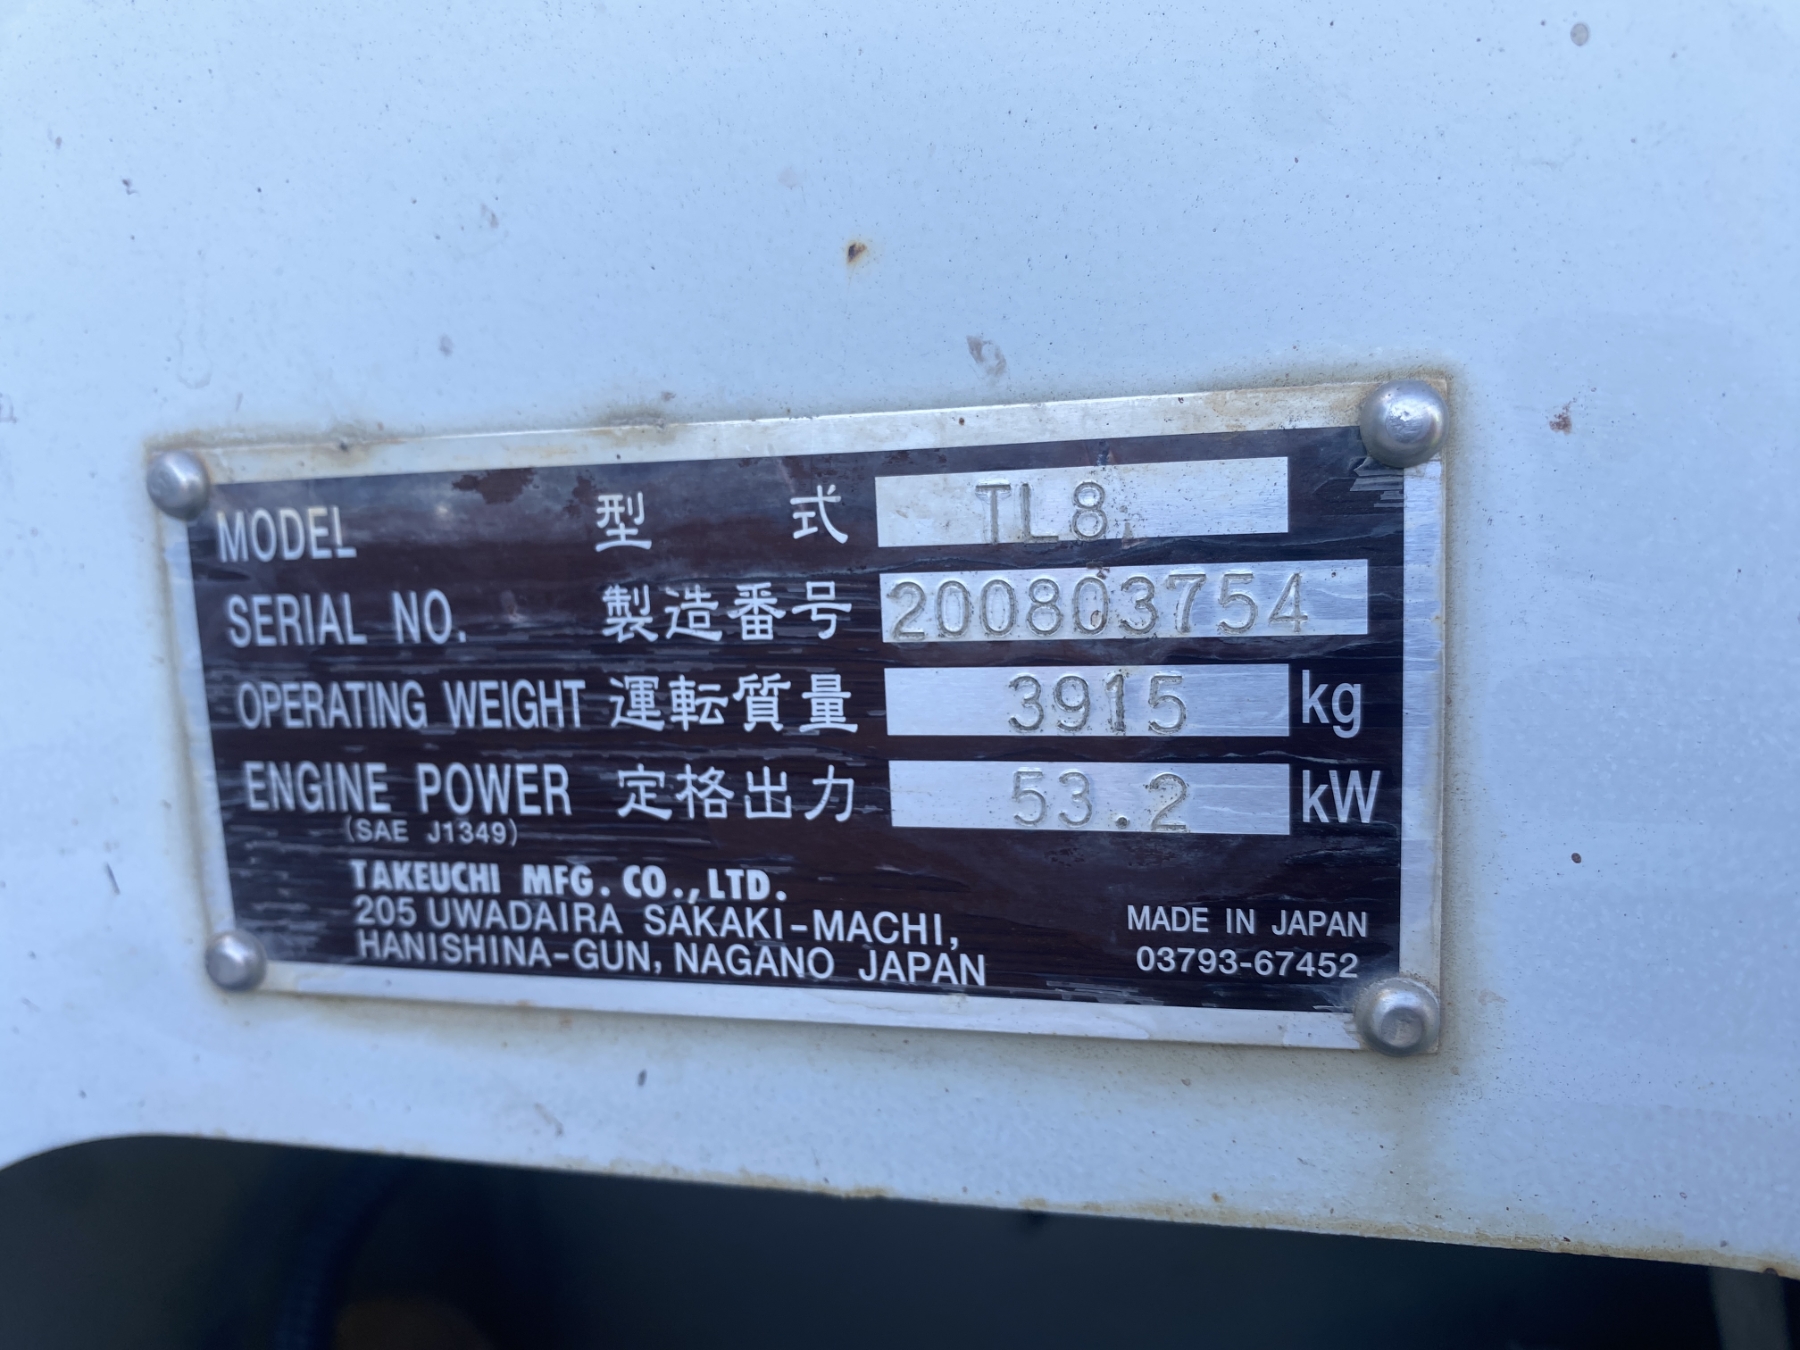 MODEL 型式 TL8
SERIAL NO. 製造番号 200803754
OPERATING WEIGHT 運転質量 3915 kg
ENGINE POWER 定格出力 53.2 kW
(SAE J1349)
TAKEUCHI MFG. CO., LTD.
205 UWADAIRA SAKAKI-MACHI,
HANISHINA-GUN, NAGANO JAPAN
MADE IN JAPAN
03793-67452